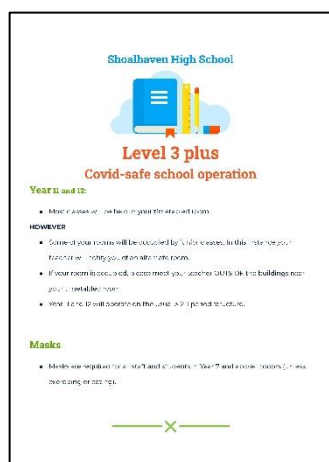 Shoalhaven High School
Level 3 plus
Covid-safe school operation
Year 11 and 12:
Most classes will be held in your timetabled room
HOWEVER
Some of your rooms will be occupied by junior classes. In this instance your
teacher will notify you of an alternate room.
If your room is occupied, please meet your teacher OUTSIDE the buildings near
your timetabled room.
Year 11 and 12 will operate on the usual period structure.
Masks
Masks are required for all staff and students in Year 7 and above indoors (unless
exercising or eating).